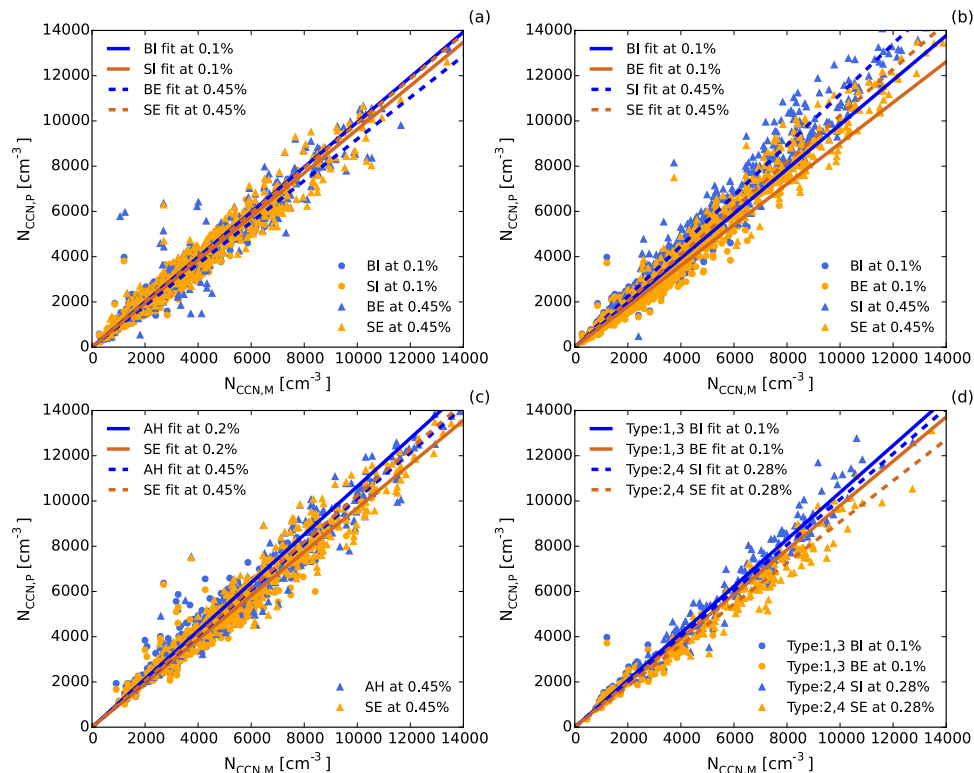 (a)
14000
12000
10000
8000
6000
4000
2000
0
N_CCN,P [cm^-3 ]
BI fit at 0.1%
SI fit at 0.1%
BE fit at 0.45%
SE fit at 0.45%
BI at 0.1%
SI at 0.1%
BE at 0.45%
SE at 0.45%
0 2000 4000 6000 8000 10000 12000 14000
N_CCN,M [cm^-3 ]
(b)
14000
12000
10000
8000
6000
4000
2000
0
N_CCN,P [cm^-3 ]
BI fit at 0.1%
BE fit at 0.1%
SI fit at 0.45%
SE fit at 0.45%
BI at 0.1%
BE at 0.1%
SI at 0.45%
SE at 0.45%
0 2000 4000 6000 8000 10000 12000 14000
N_CCN,M [cm^-3 ]
(c)
14000
12000
10000
8000
6000
4000
2000
0
N_CCN,P [cm^-3 ]
AH fit at 0.2%
SE fit at 0.2%
AH fit at 0.45%
SE fit at 0.45%
AH at 0.45%
SE at 0.45%
0 2000 4000 6000 8000 10000 12000 14000
N_CCN,M [cm^-3 ]
(d)
14000
12000
10000
8000
6000
4000
2000
0
N_CCN,P [cm^-3 ]
Type:1,3 BI fit at 0.1%
Type:1,3 BE fit at 0.1%
Type:2,4 SI fit at 0.28%
Type:2,4 SE fit at 0.28%
Type:1,3 BI at 0.1%
Type:1,3 BE at 0.1%
Type:2,4 SI at 0.28%
Type:2,4 SE at 0.28%
0 2000 4000 6000 8000 10000 12000 14000
N_CCN,M [cm^-3 ]